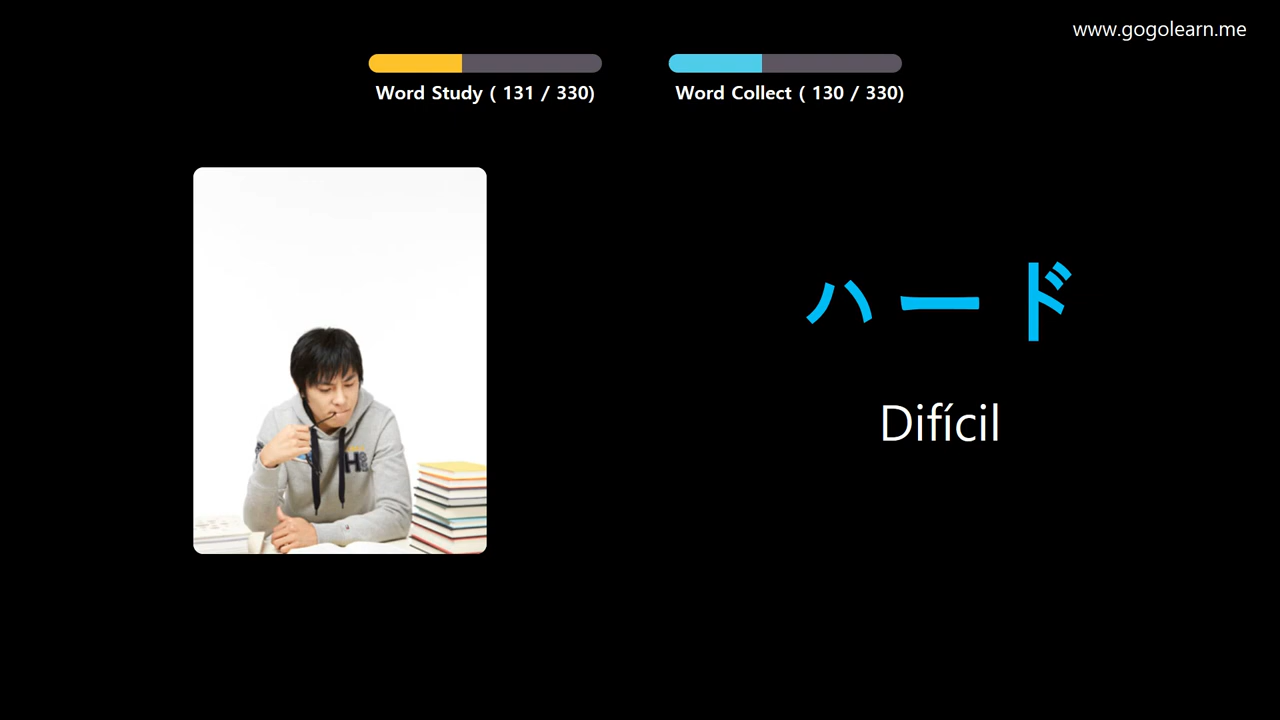 www.gogolearn.me
Word Study ( 131 / 330)
Word Collect ( 130 / 330)
ハード
Difícil
H